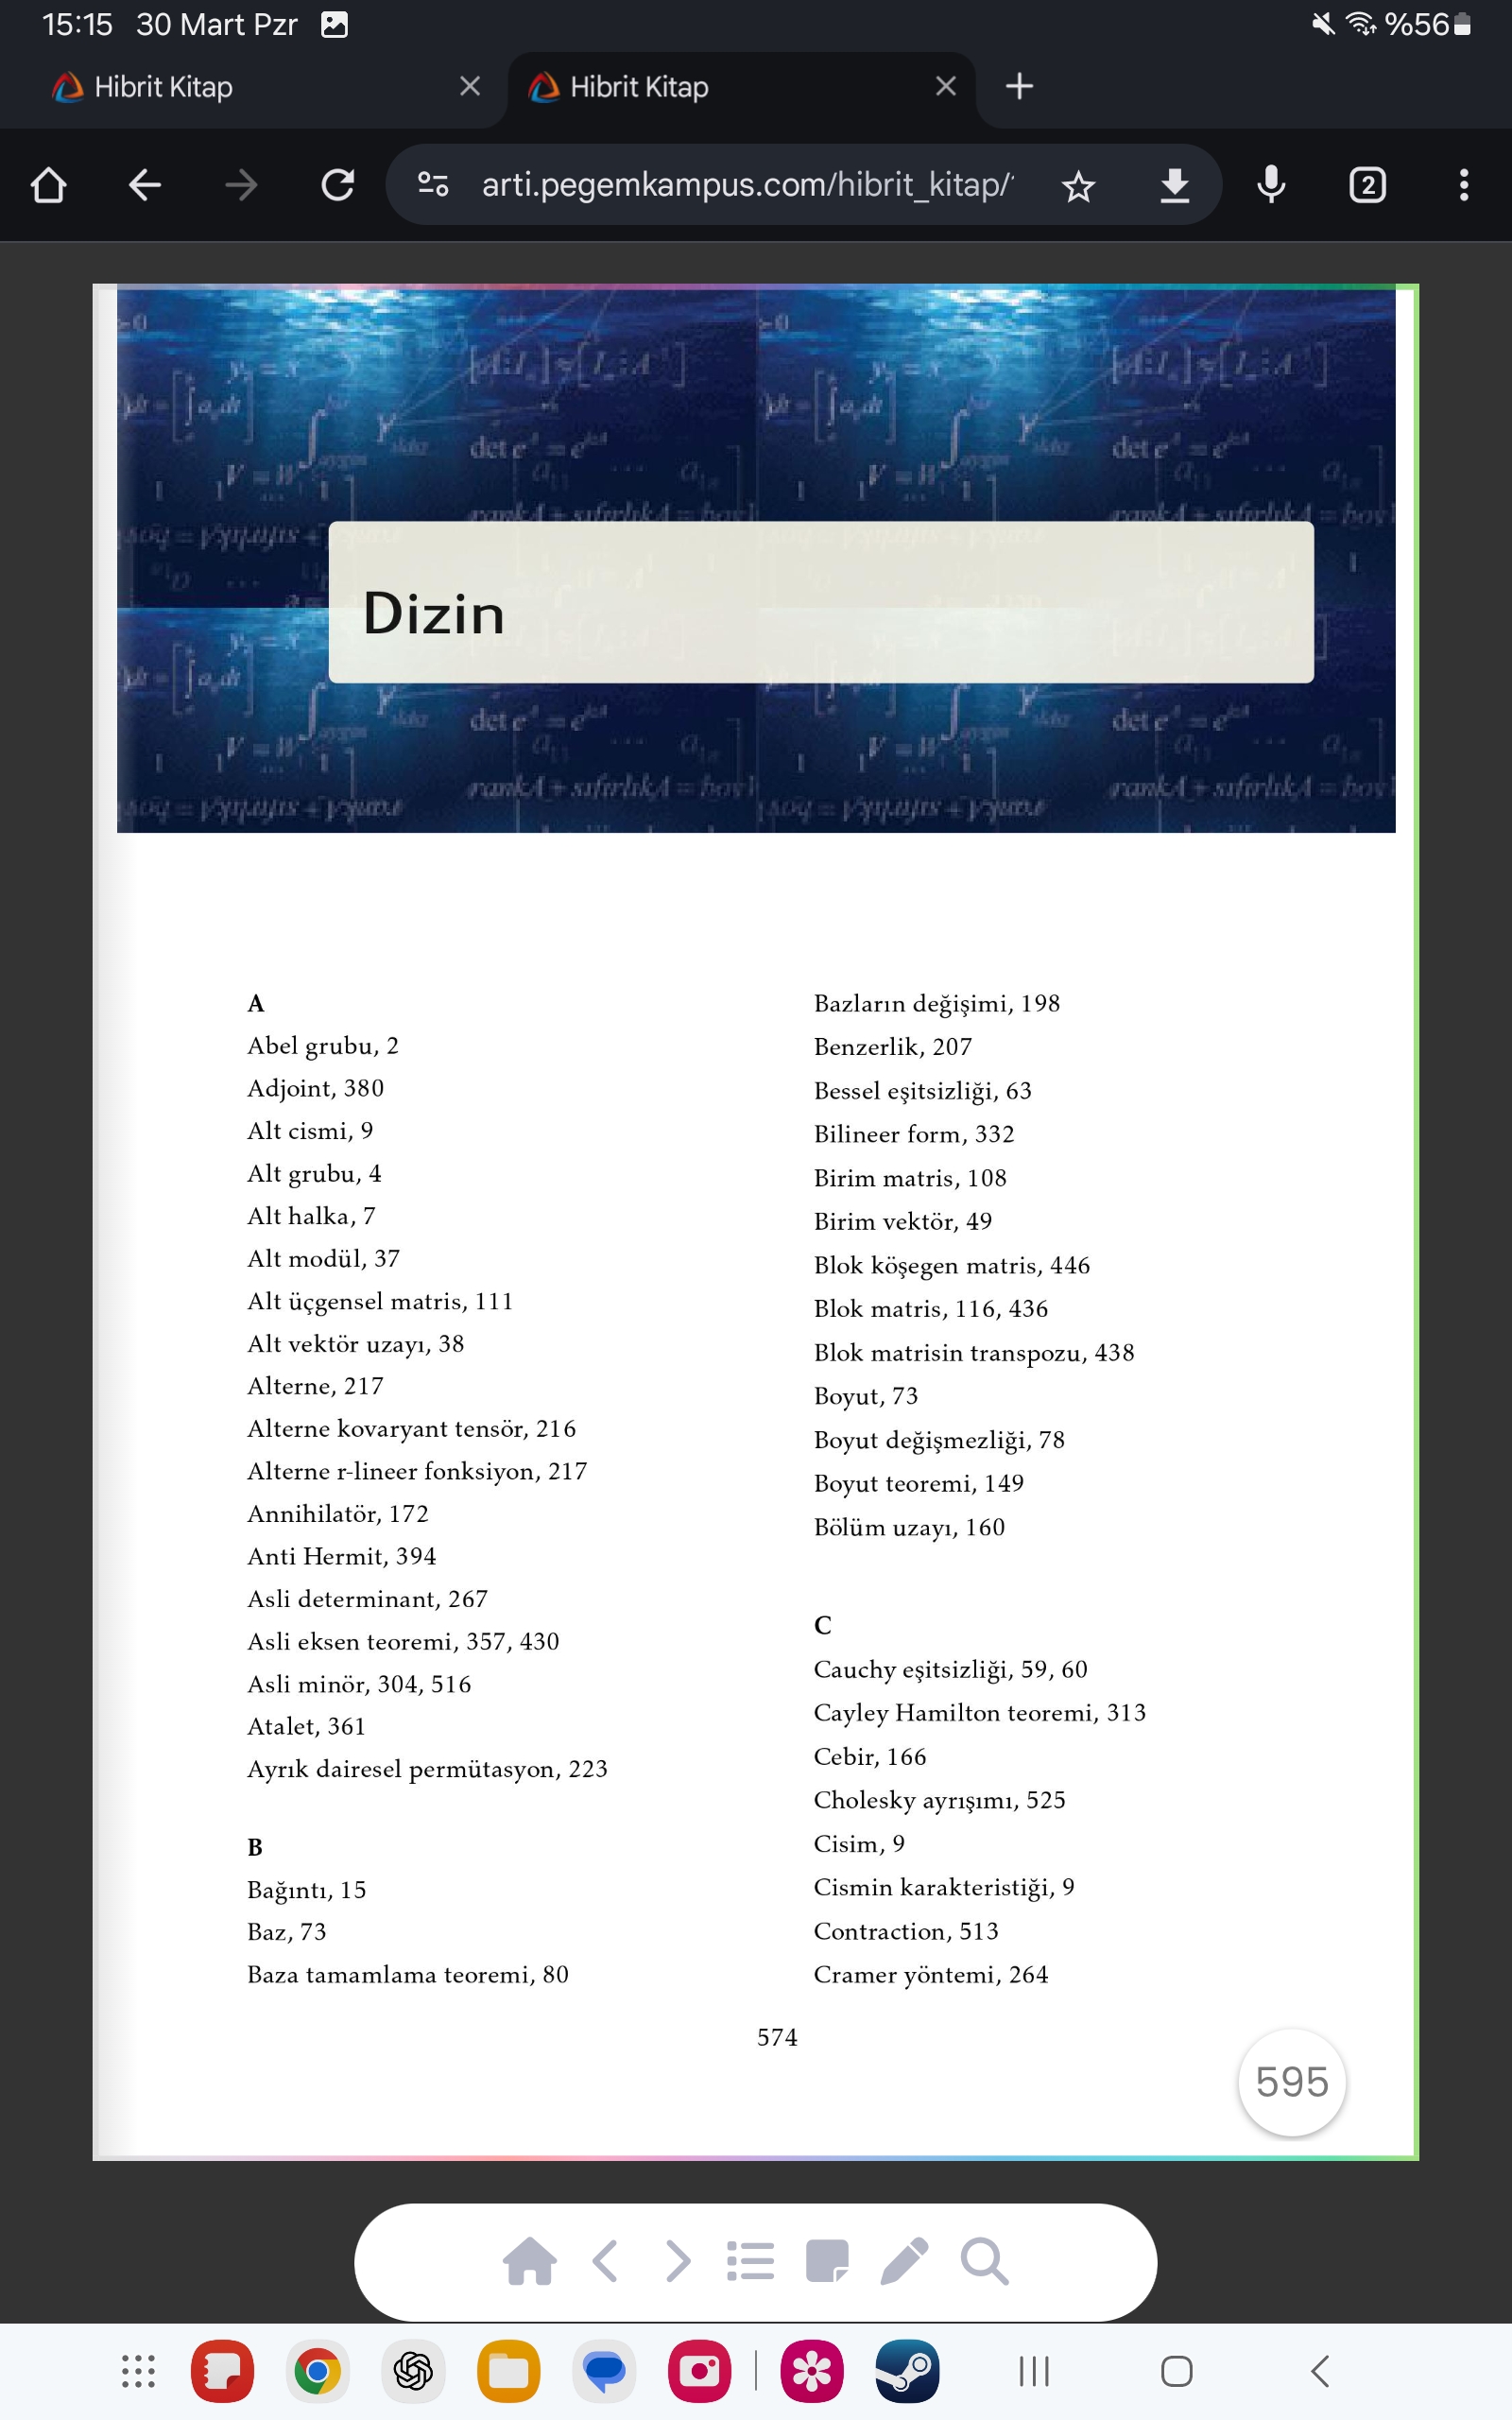 15:15 30 Mart Pzr %56
Hibrit Kitap
Hibrit Kitap
arti.pegemkampus.com/hibrit_kitap/
2
Dizin
A
Abel grubu, 2
Adjoint, 380
Alt cismi, 9
Alt grubu, 4
Alt halka, 7
Alt modül, 37
Alt üçgensel matris, 111
Alt vektör uzayı, 38
Alterne, 217
Alterne kovaryant tensör, 216
Alterne r-lineer fonksiyon, 217
Annihilatör, 172
Anti Hermit, 394
Asli determinant, 267
Asli eksen teoremi, 357, 430
Asli minör, 304, 516
Atalet, 361
Ayrık dairesel permütasyon, 223
B
Bağıntı, 15
Baz, 73
Baza tamamlama teoremi, 80
Bazların değişimi, 198
Benzerlik, 207
Bessel eşitsizliği, 63
Bilineer form, 332
Birim matris, 108
Birim vektör, 49
Blok köşegen matris, 446
Blok matris, 116, 436
Blok matrisin transpozu, 438
Boyut, 73
Boyut değişmezliği, 78
Boyut teoremi, 149
Bölüm uzayı, 160
C
Cauchy eşitsizliği, 59, 60
Cayley Hamilton teoremi, 313
Cebir, 166
Cholesky ayrışımı, 525
Cisim, 9
Cismin karakteristiği, 9
Contraction, 513
Cramer yöntemi, 264
574
595